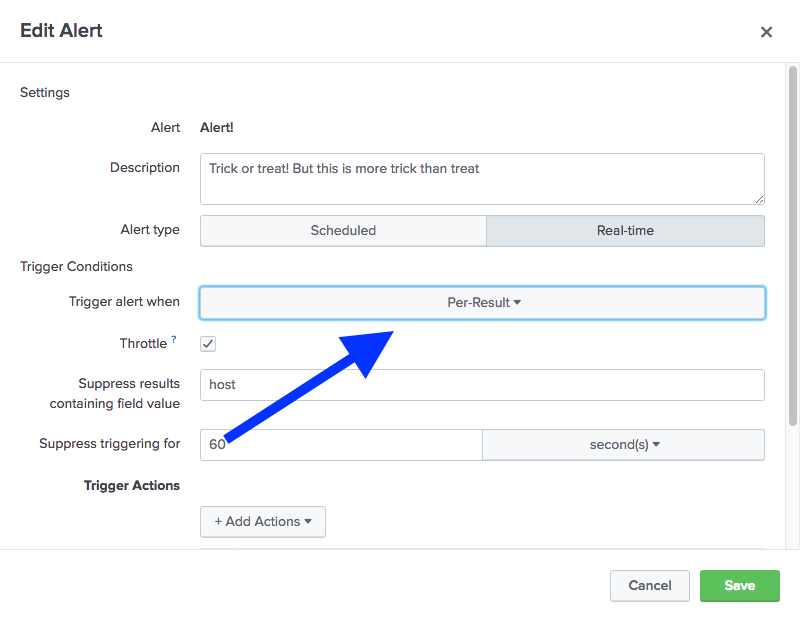 Edit Alert
Settings
Alert Alert!
Description Trick or treat! But this is more trick than treat
Alert type Scheduled Real-time
Trigger Conditions
Trigger alert when Per-Result
Throttle ?
Suppress results
containing field value host
Suppress triggering for 60 second(s)
Trigger Actions
+ Add Actions
Cancel Save